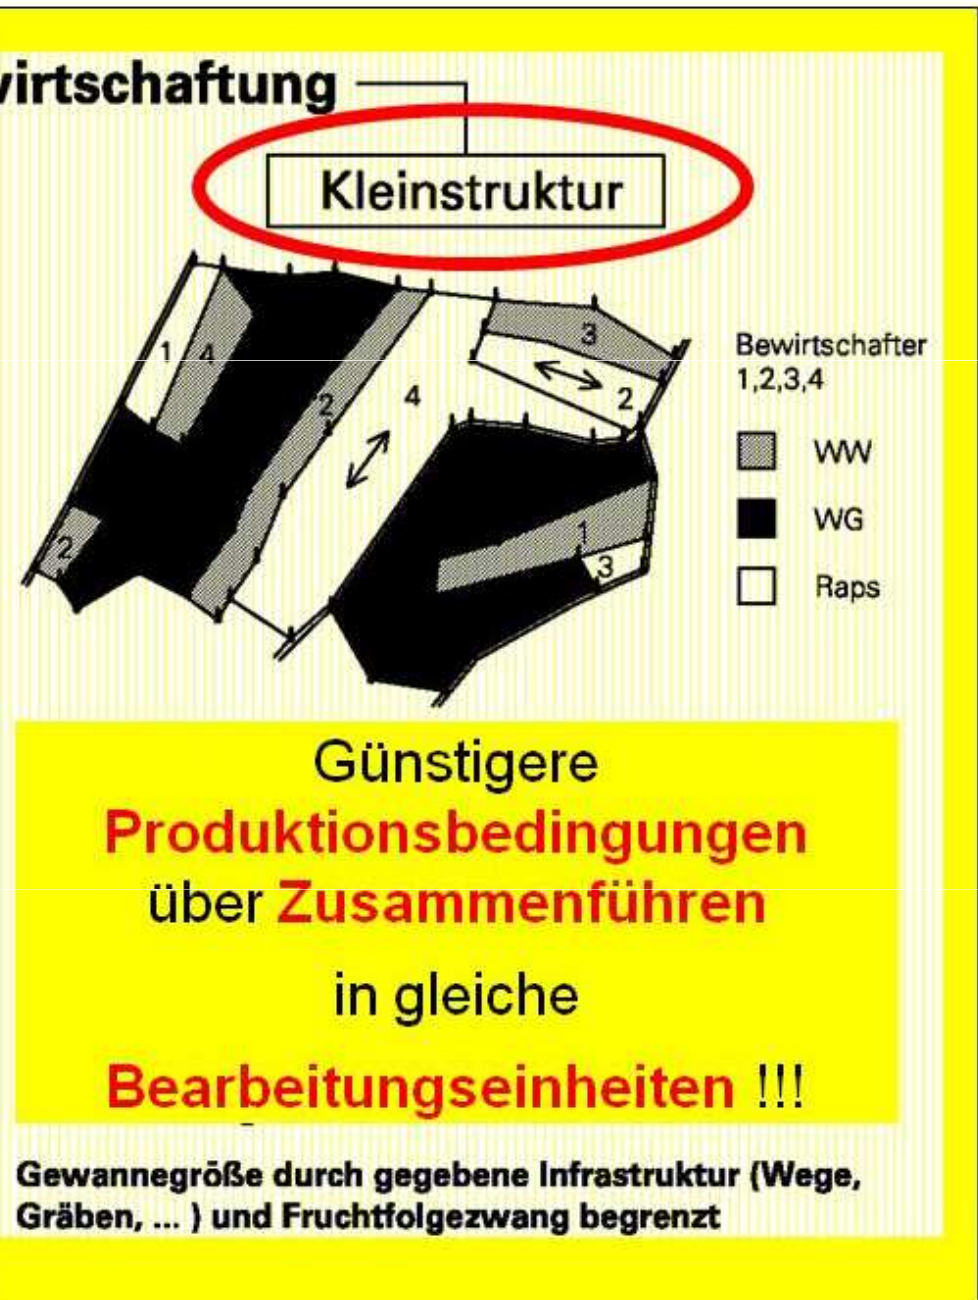 virtschaftung
Kleinstruktur
1
4
2
2
4
3
2
1
3
Bewirtschafter
1,2,3,4
WW
WG
Raps
Günstigere
Produktionsbedingungen
über Zusammenführen
in gleiche
Bearbeitungseinheiten !!!
Gewannegröße durch gegebene Infrastruktur (Wege,
Gräben, ... ) und Fruchtfolgezwang begrenzt